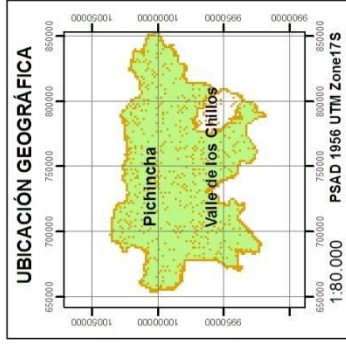 UBICACIÓN GEOGRÁFICA
650000 700000 750000 800000 850000
10050000 10050000
10000000 Pichincha 10000000
9950000 Valle de los Chillos 9950000
9900000 9900000
650000 700000 750000 800000 850000
1:80.000 PSAD 1956 UTM Zone17S